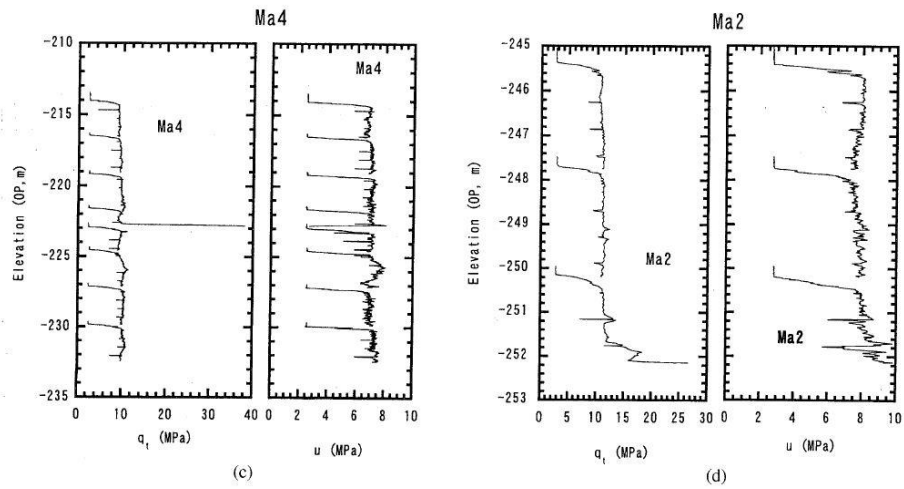 Ma4
Ma2
-210
-215
-220
-225
-230
-235
Elevation (OP, m)
Ma4
0
10
20
30
40
qt (MPa)
Ma4
0
2
4
6
8
10
u (MPa)
(c)
-245
-246
-247
-248
-249
-250
-251
-252
-253
Elevation (OP, m)
Ma2
0
5
10
15
20
25
30
qt (MPa)
Ma2
0
2
4
6
8
10
u (MPa)
(d)